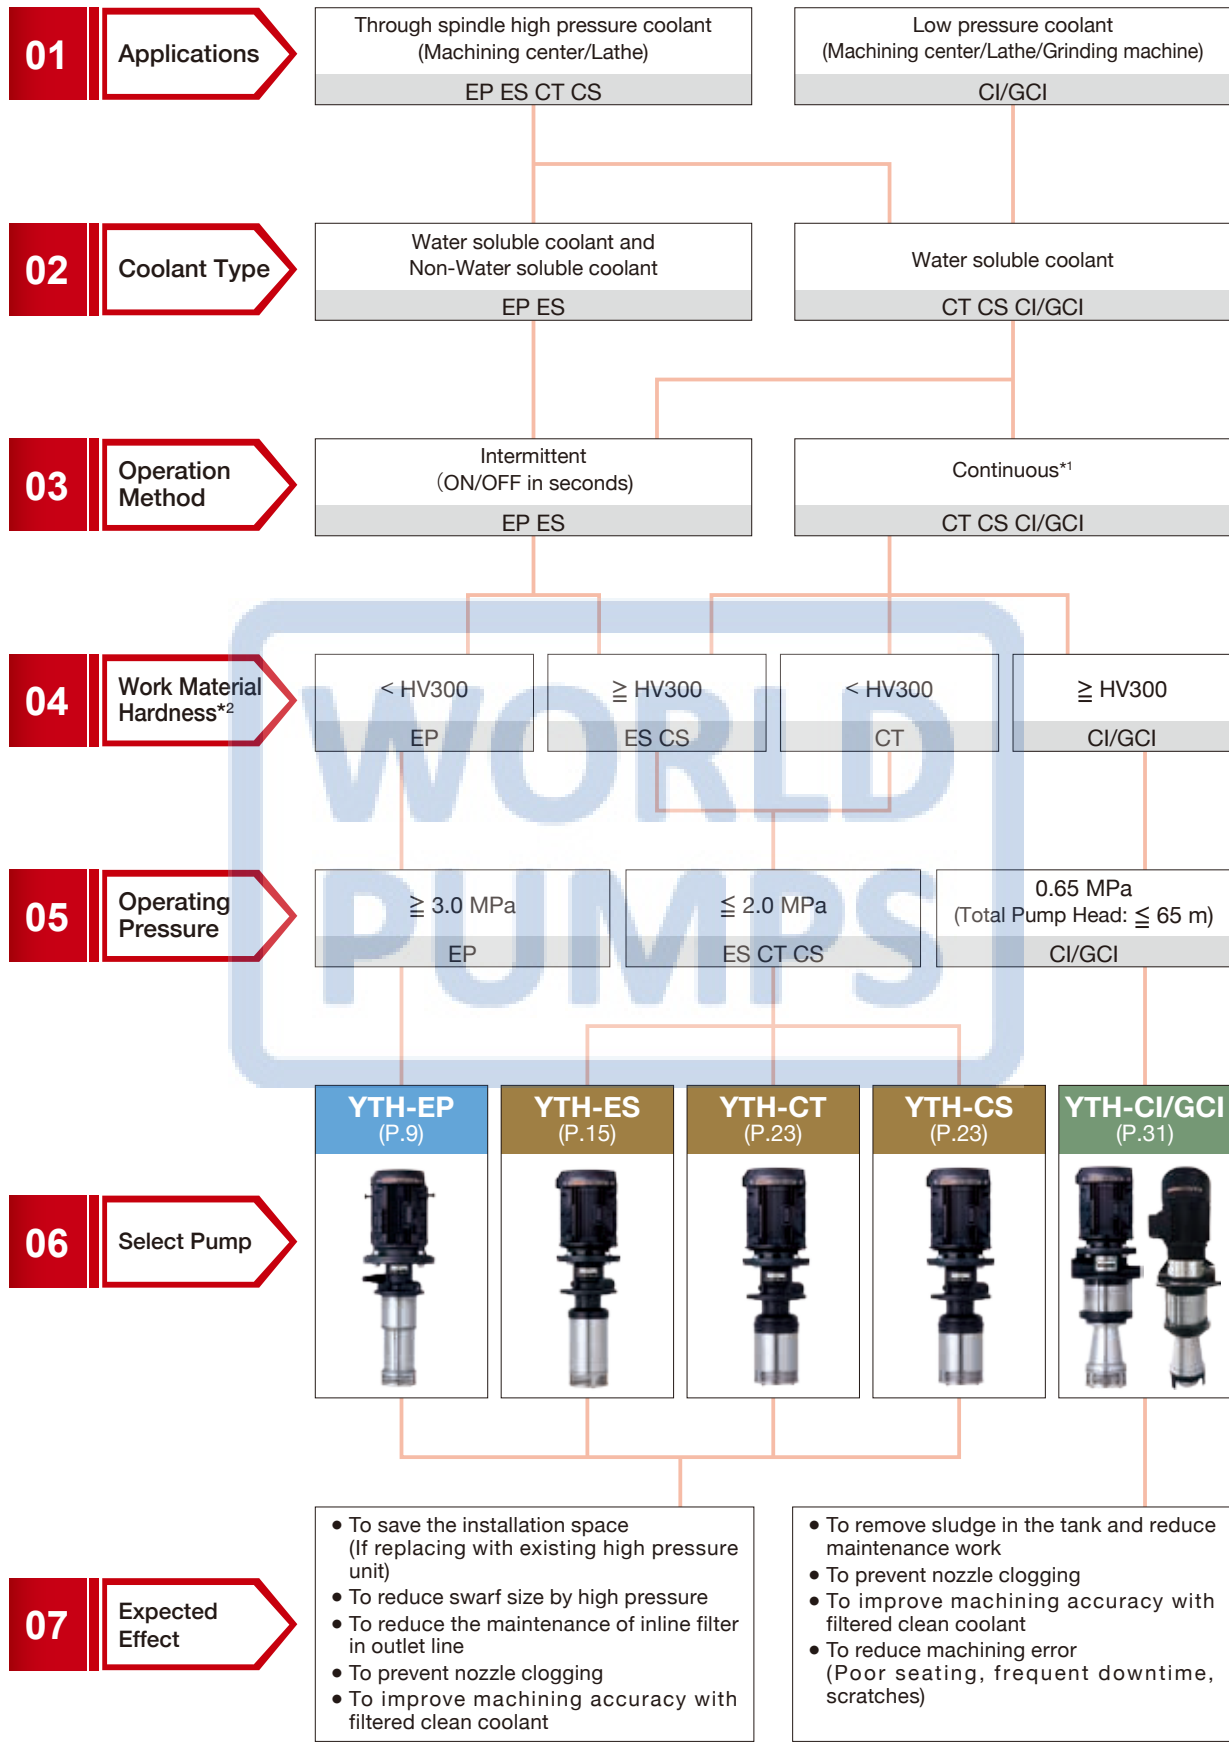 01
Applications
Through spindle high pressure coolant
(Machining center/Lathe)
EP ES CT CS
Low pressure coolant
(Machining center/Lathe/Grinding machine)
CI/GCI
02
Coolant Type
Water soluble coolant and
Non-Water soluble coolant
EP ES
Water soluble coolant
CT CS CI/GCI
03
Operation
Method
Intermittent
(ON/OFF in seconds)
EP ES
Continuous*1
CT CS CI/GCI
04
Work Material
Hardness*2
< HV300
EP
≧ HV300
ES CS
< HV300
CT
≧ HV300
CI/GCI
WORLD
PUMPS
05
Operating
Pressure
≧ 3.0 MPa
EP
≦ 2.0 MPa
ES CT CS
0.65 MPa
(Total Pump Head: ≦ 65 m)
CI/GCI
06
Select Pump
YTH-EP
(P.9)
YTH-ES
(P.15)
YTH-CT
(P.23)
YTH-CS
(P.23)
YTH-CI/GCI
(P.31)
07
Expected
Effect
● To save the installation space
(If replacing with existing high pressure
unit)
● To reduce swarf size by high pressure
● To reduce the maintenance of inline filter
in outlet line
● To prevent nozzle clogging
● To improve machining accuracy with
filtered clean coolant
● To remove sludge in the tank and reduce
maintenance work
● To prevent nozzle clogging
● To improve machining accuracy with
filtered clean coolant
● To reduce machining error
(Poor seating, frequent downtime,
scratches)